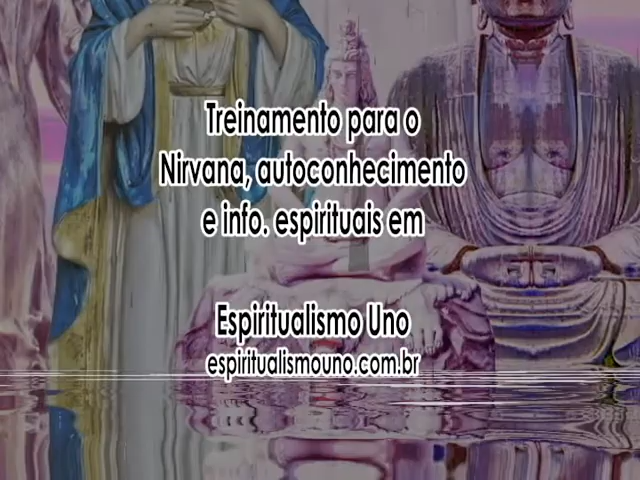 Treinamento para o
Nirvana, autoconhecimento
e info. espirituais em
Espiritualismo Uno
espiritualismouno.com.br